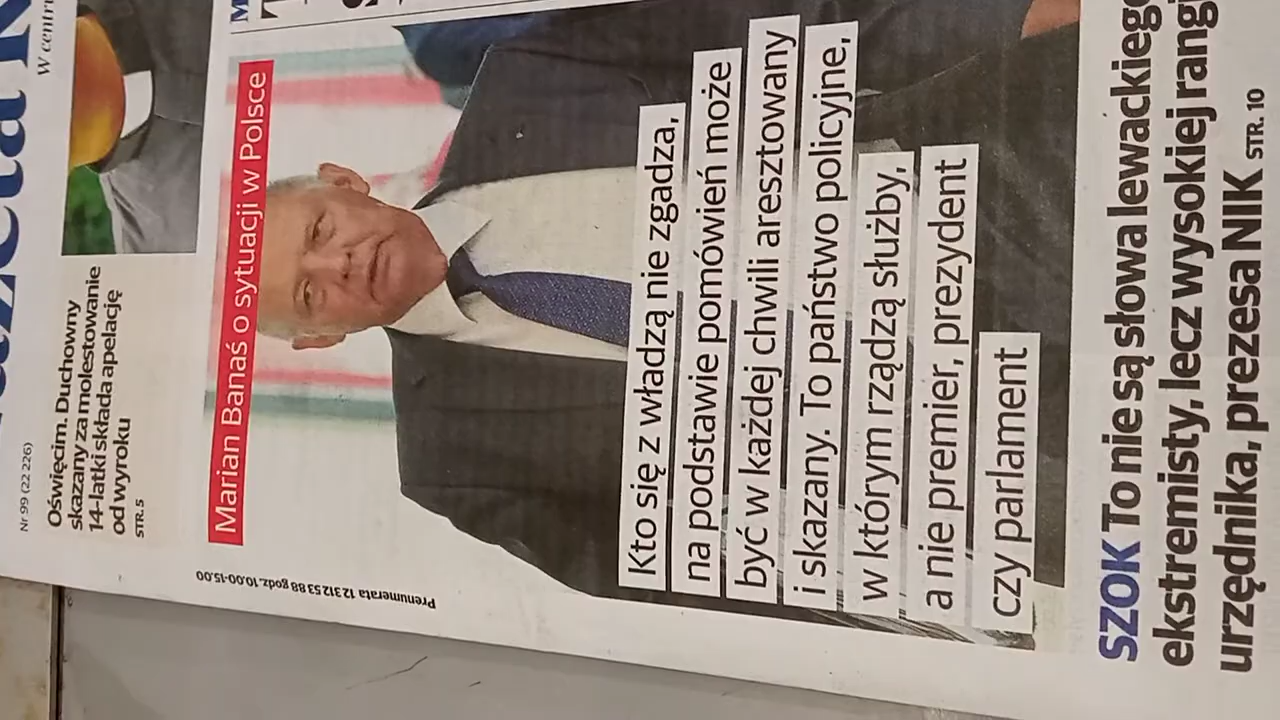 W centru
Nr 99 (22 226)
Oświęcim. Duchowny
skazany za molestowanie
14-latki składa apelację
od wyroku
STR. 5
Marian Banaś o sytuacji w Polsce
Kto się z władzą nie zgadza,
na podstawie pomówień może
być w każdej chwili aresztowany
i skazany. To państwo policyjne,
w którym rządzą służby,
a nie premier, prezydent
czy parlament
Prenumerata 12 312 53 88 godz. 10.00-15.00
SZOK To nie są słowa lewackiego
ekstremisty, lecz wysokiej rangi
urzędnika, prezesa NIK STR. 10